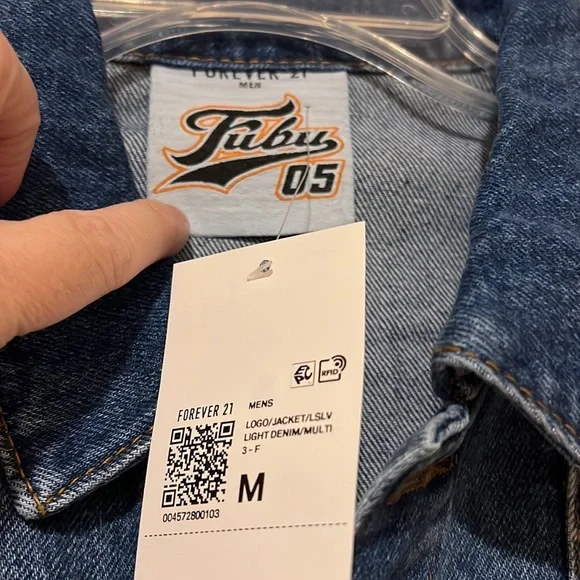 FOREVER 21
MEN
Fubu
05
RFID
FOREVER 21
MENS
LOGO/JACKET/LSLV
LIGHT DENIM/MULTI
3-F
M
004572800103